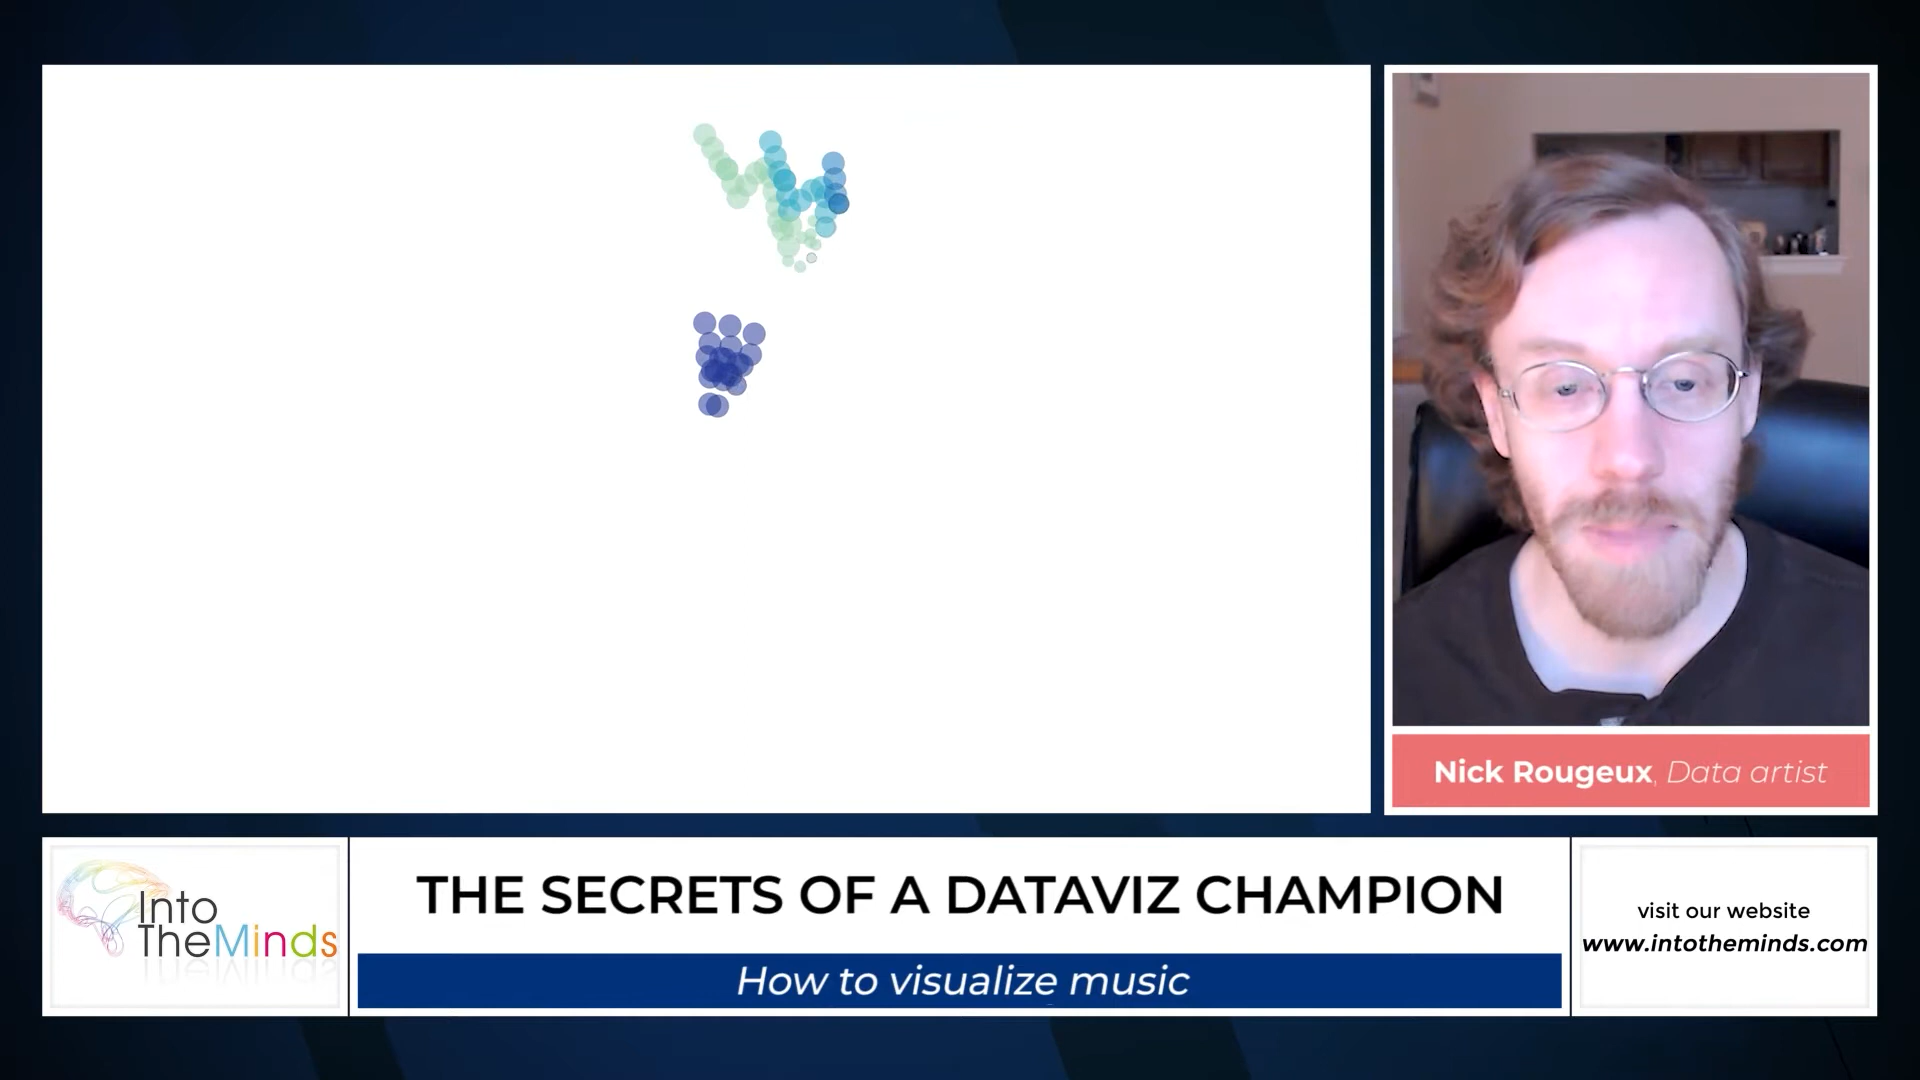 Nick Rougeux, Data artist
Into
TheMinds
THE SECRETS OF A DATAVIZ CHAMPION
How to visualize music
visit our website
www.intotheminds.com